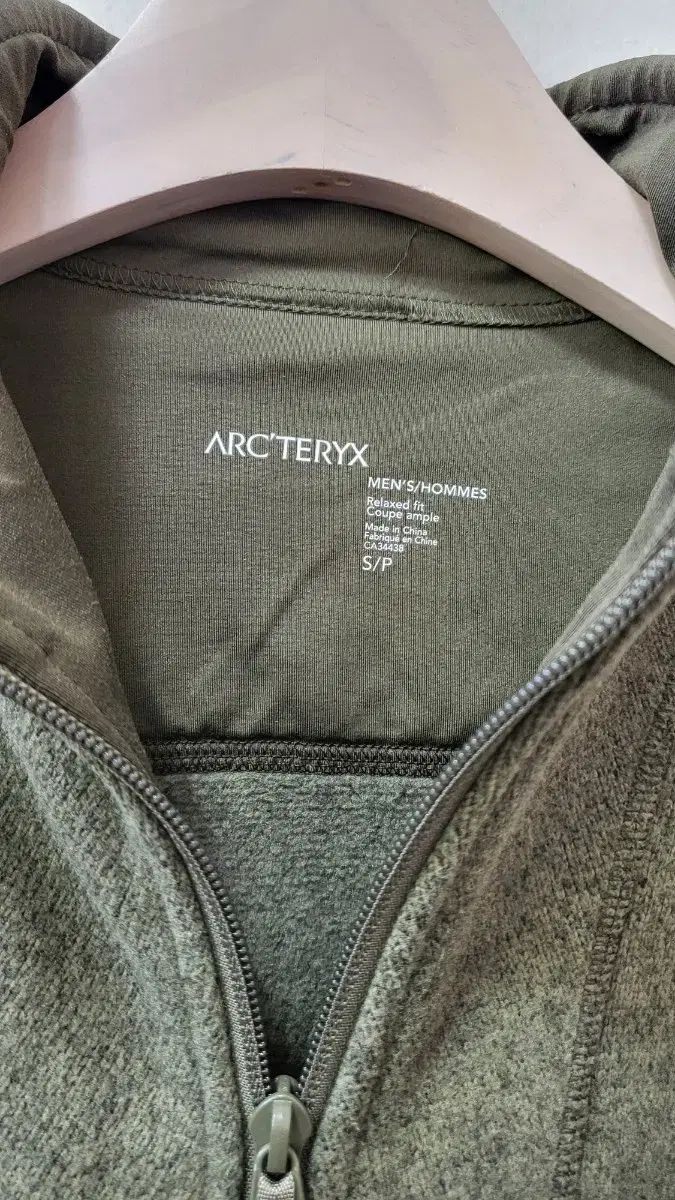 ARC'TERYX
MEN'S/HOMMES
Relaxed fit
Coupe ample
Made in China
Fabriqué en Chine
CA34438
S/P